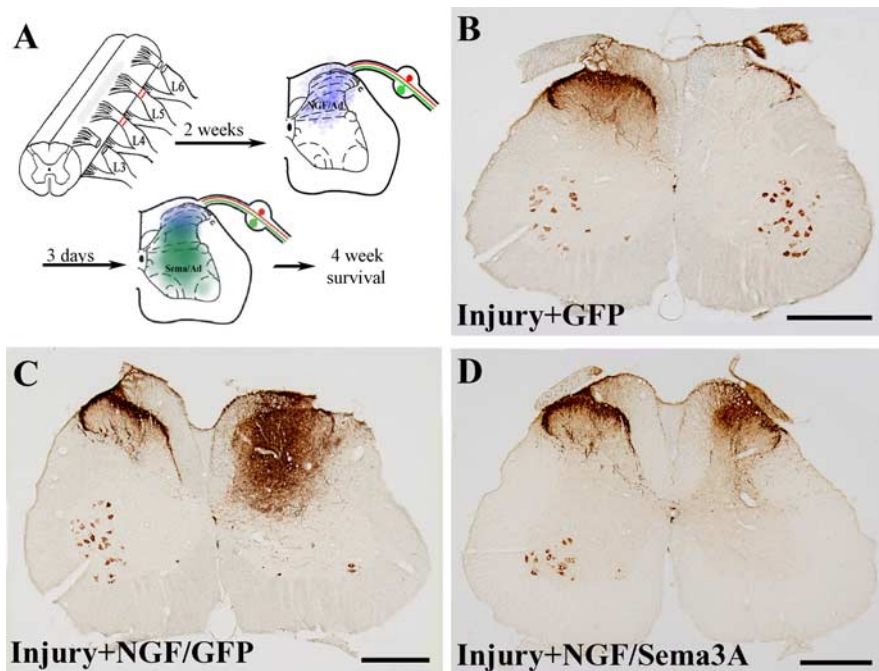 A
L6
L5
L4
L3
2 weeks
NGF/Ad
3 days
Sema/Ad
4 week
survival
B
Injury+GFP
C
Injury+NGF/GFP
D
Injury+NGF/Sema3A